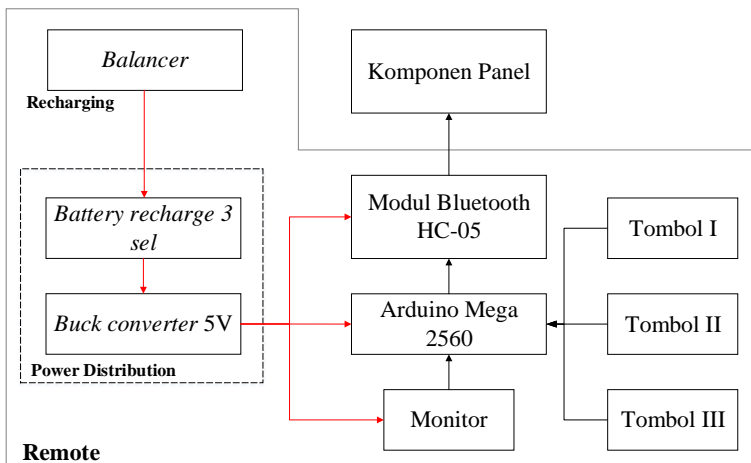 Balancer
Recharging
Komponen Panel
Battery recharge 3
sel
Buck converter 5V
Power Distribution
Modul Bluetooth
HC-05
Arduino Mega
2560
Monitor
Tombol I
Tombol II
Tombol III
Remote